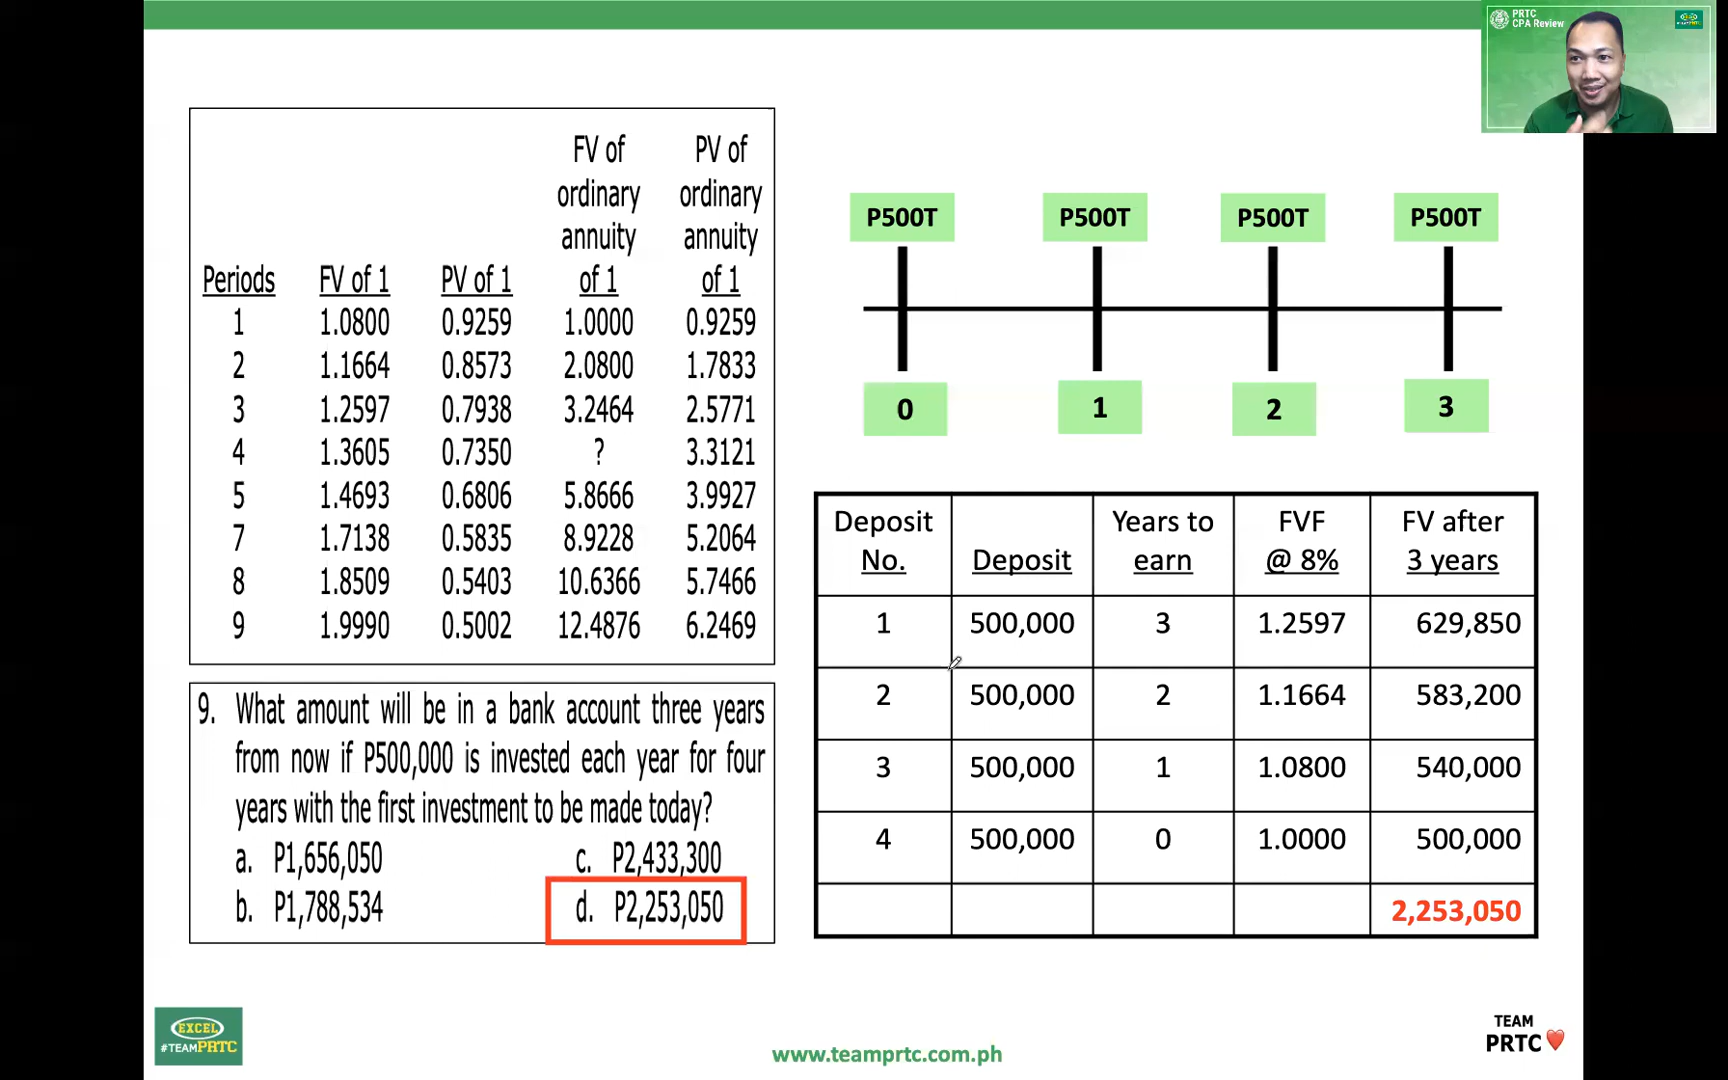 PRTC
CPA Review
FV of PV of
ordinary ordinary
annuity annuity
Periods FV of 1 PV of 1 of 1 of 1
1 1.0800 0.9259 1.0000 0.9259
2 1.1664 0.8573 2.0800 1.7833
3 1.2597 0.7938 3.2464 2.5771
4 1.3605 0.7350 ? 3.3121
5 1.4693 0.6806 5.8666 3.9927
7 1.7138 0.5835 8.9228 5.2064
8 1.8509 0.5403 10.6366 5.7466
9 1.9990 0.5002 12.4876 6.2469
9. What amount will be in a bank account three years
from now if P500,000 is invested each year for four
years with the first investment to be made today?
a. P1,656,050 c. P2,433,300
b. P1,788,534 d. P2,253,050
P500T P500T P500T P500T
0 1 2 3
Deposit Years to FVF FV after
No. Deposit earn @ 8% 3 years
1 500,000 3 1.2597 629,850
2 500,000 2 1.1664 583,200
3 500,000 1 1.0800 540,000
4 500,000 0 1.0000 500,000
2,253,050
EXCEL
#TEAMPRTC
www.teamprtc.com.ph
TEAM
PRTC